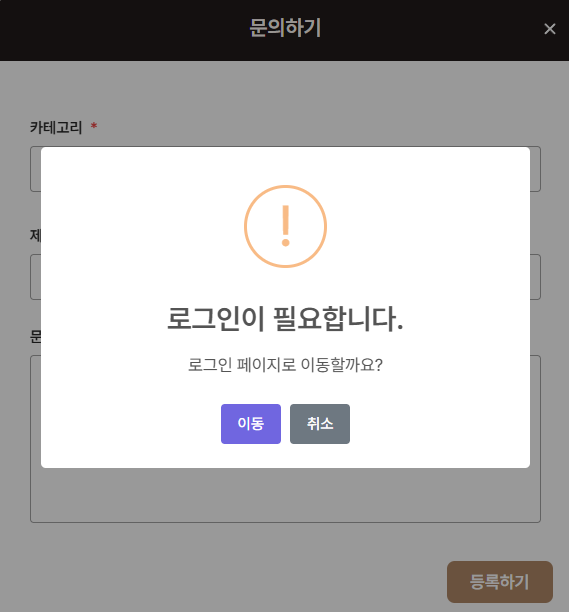 문의하기
×
카테고리 *
제
문
!
로그인이 필요합니다.
로그인 페이지로 이동할까요?
이동 취소
등록하기